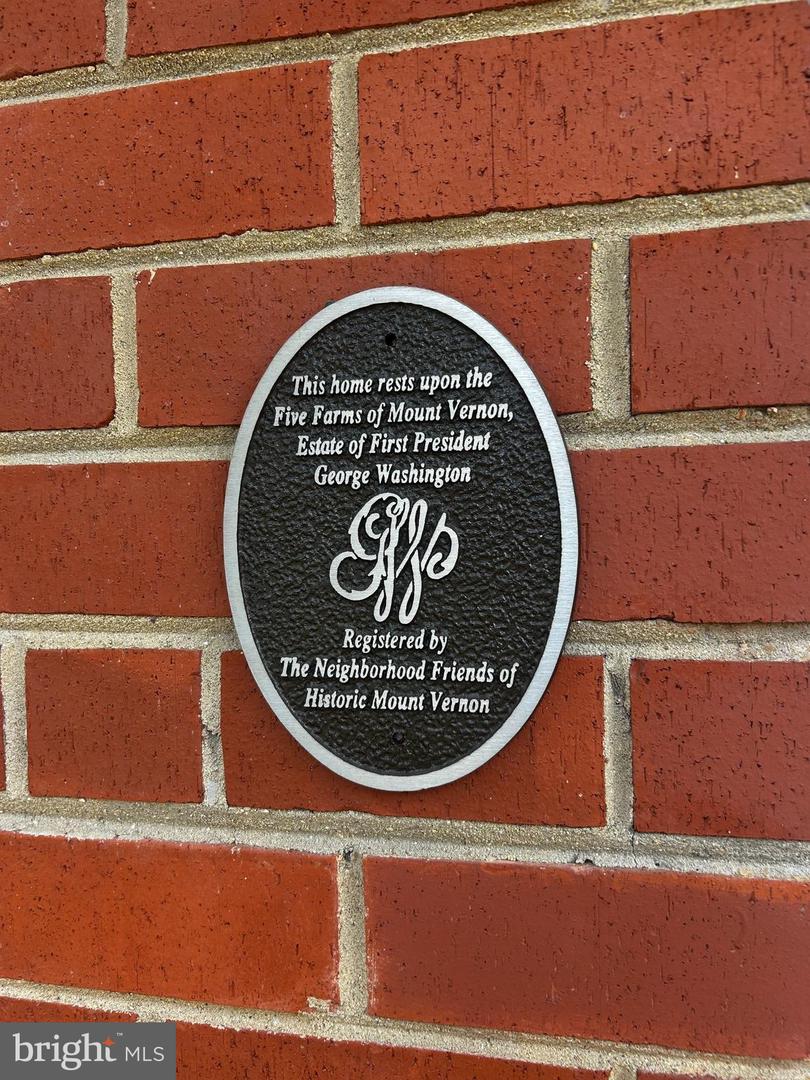 This home rests upon the
Five Farms of Mount Vernon,
Estate of First President
George Washington
Registered by
The Neighborhood Friends of
Historic Mount Vernon
bright MLS